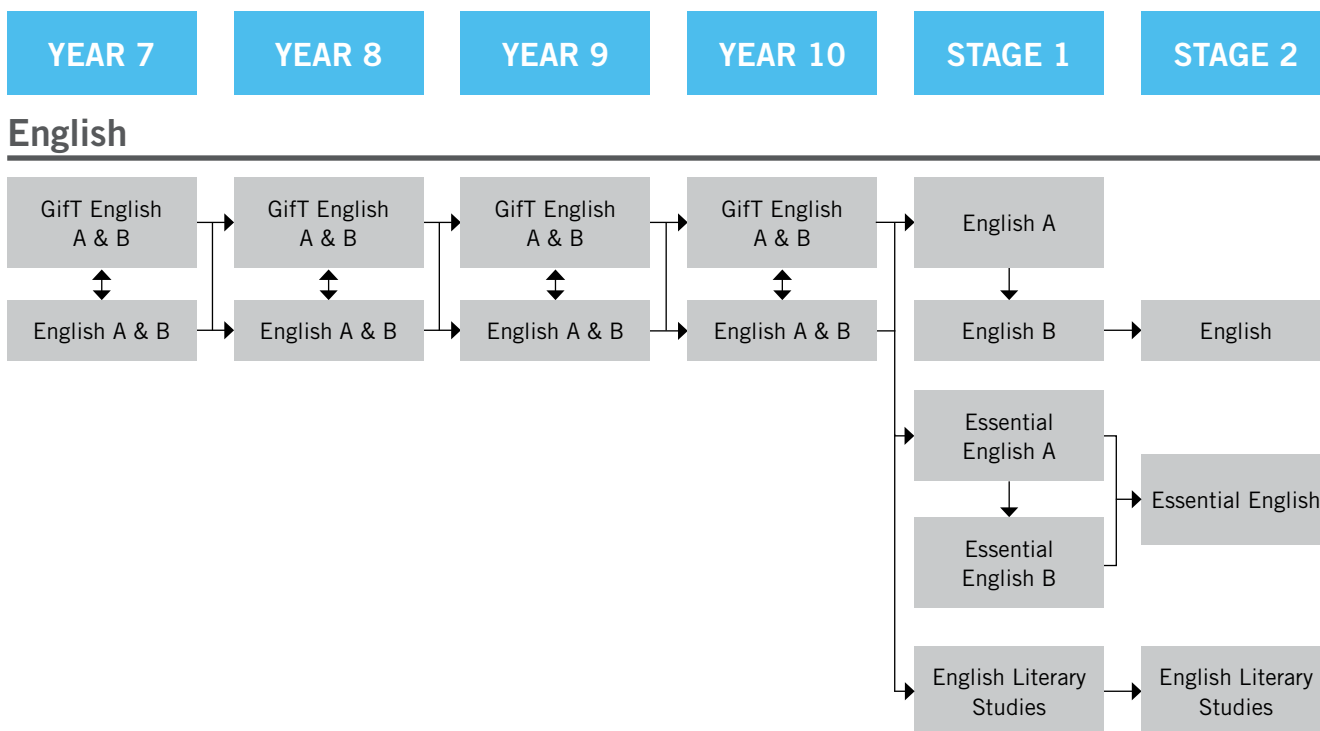 YEAR 7
YEAR 8
YEAR 9
YEAR 10
STAGE 1
STAGE 2
English
GifT English
A & B
GifT English
A & B
GifT English
A & B
GifT English
A & B
English A
English A & B
English A & B
English A & B
English A & B
English B
English
Essential
English A
Essential English
Essential
English B
English Literary
Studies
English Literary
Studies